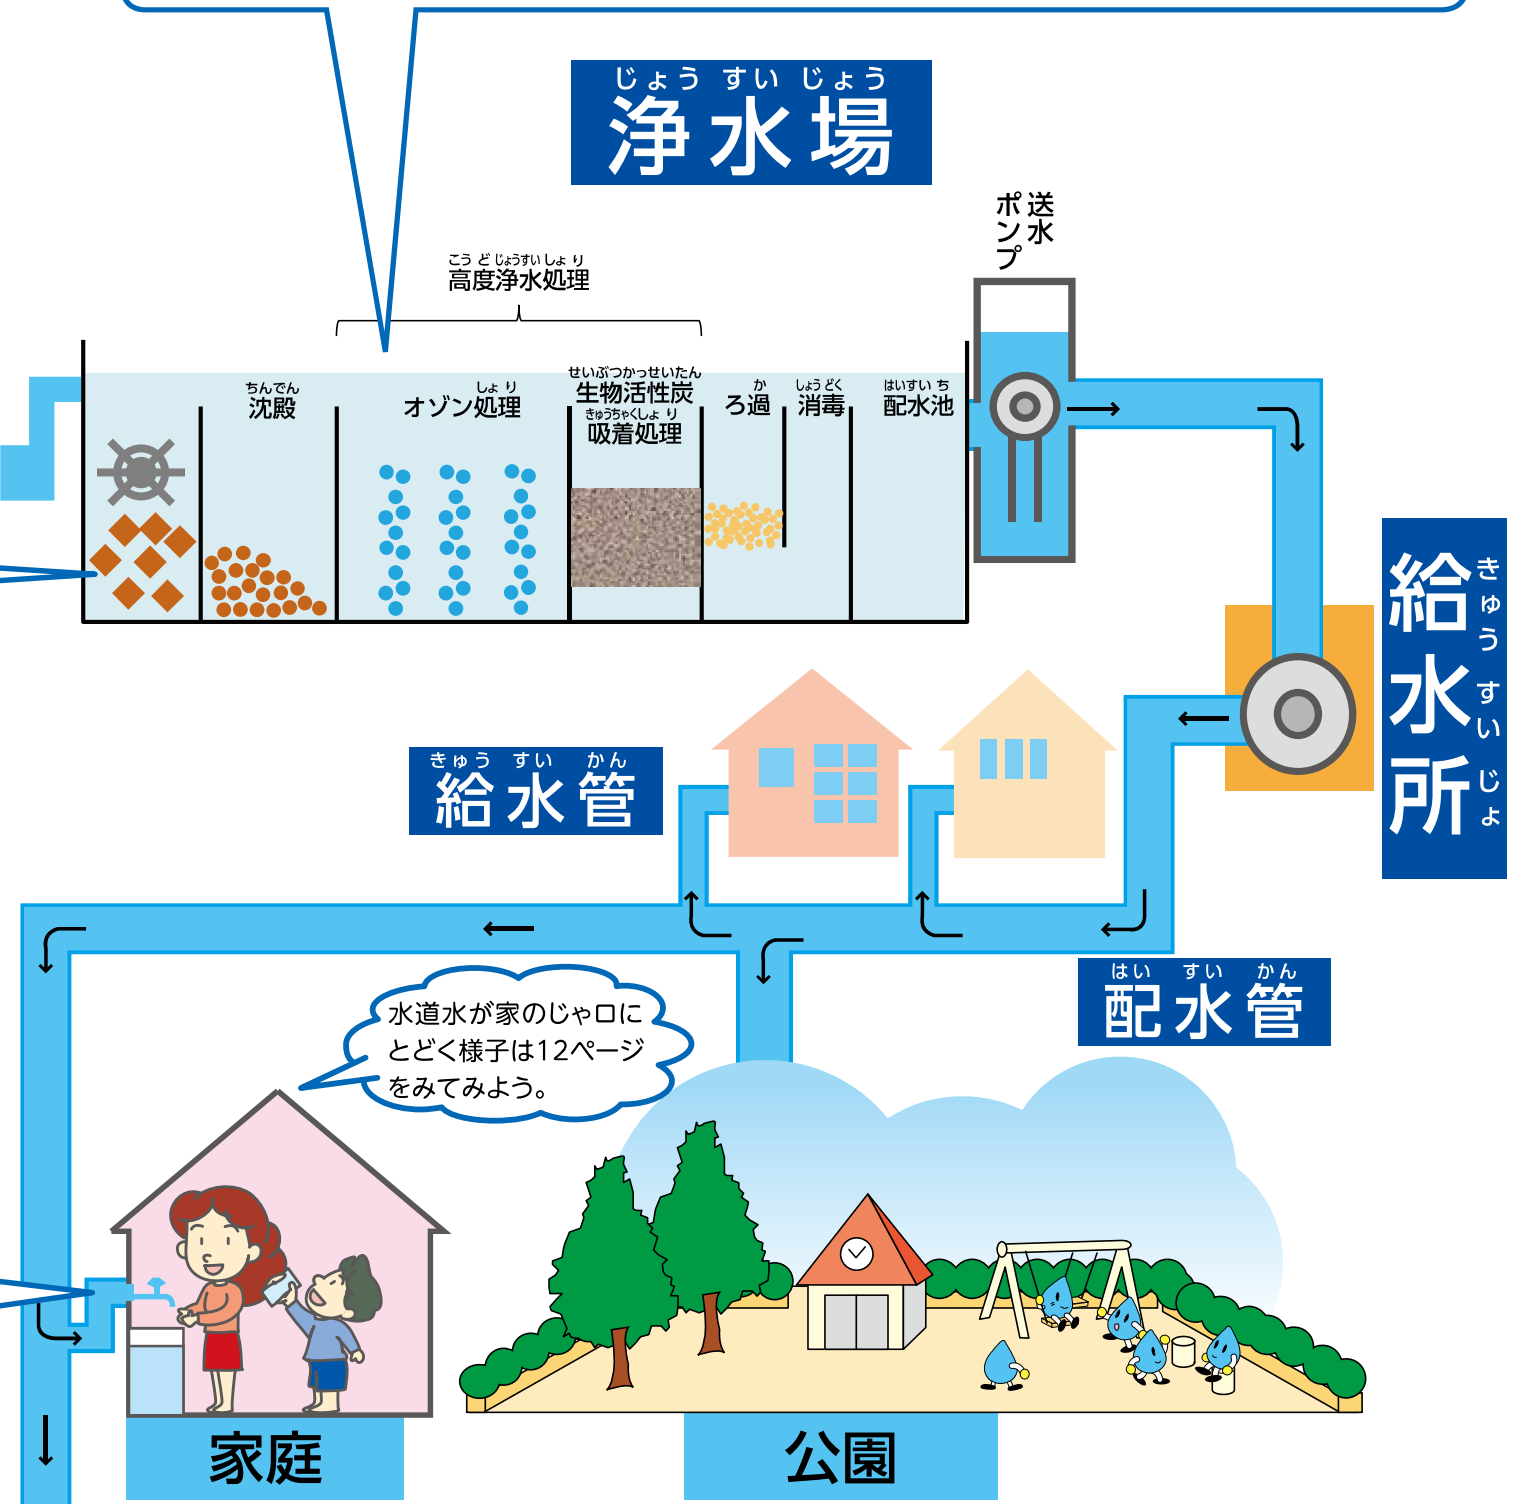 じょう すい じょう
浄水場
送水
ポンプ
こう ど じょうすい しょ り
高度浄水処理
ちんでん
沈殿
しょ り
オゾン処理
せいぶつかっせいたん
生物活性炭
きゅうちゃくしょ り
吸着処理
か
ろ過
しょう どく
消毒
はいすい ち
配水池
きゅう すい じょ
給水所
きゅう すい かん
給水管
はい すい かん
配水管
水道水が家のじゃ口に
とどく様子は12ページ
をみてみよう。
家庭
公園